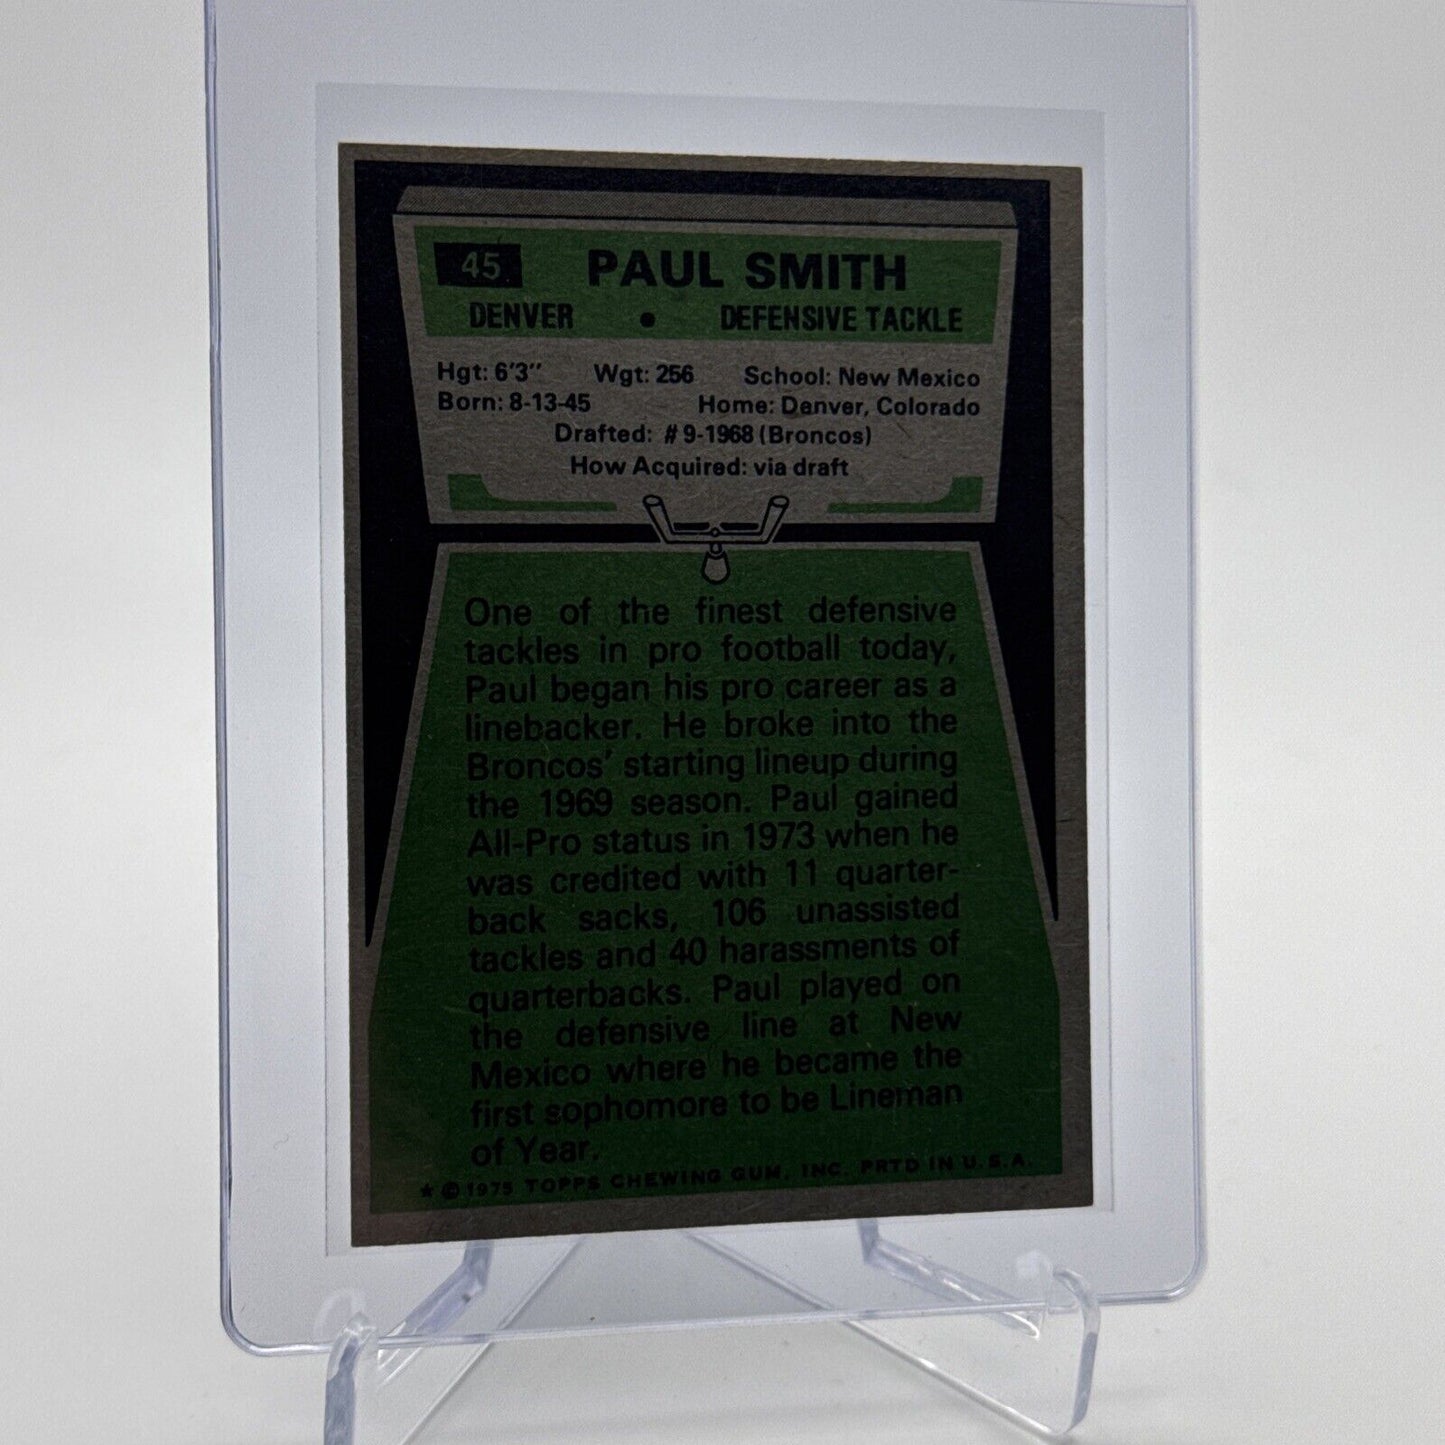 45
PAUL SMITH
DENVER • DEFENSIVE TACKLE
Hgt: 6'3" Wgt: 256 School: New Mexico
Born: 8-13-45 Home: Denver, Colorado
Drafted: #9-1968 (Broncos)
How Acquired: via draft
One of the finest defensive
tackles in pro football today,
Paul began his pro career as a
linebacker. He broke into the
Broncos' starting lineup during
the 1969 season. Paul gained
All-Pro status in 1973 when he
was credited with 11 quarter-
back sacks, 106 unassisted
tackles and 40 harassments of
quarterbacks. Paul played on
the defensive line at New
Mexico where he became the
first sophomore to be Lineman
of Year.
★ © 1975 TOPPS CHEWING GUM, INC. PRTD IN U.S.A.